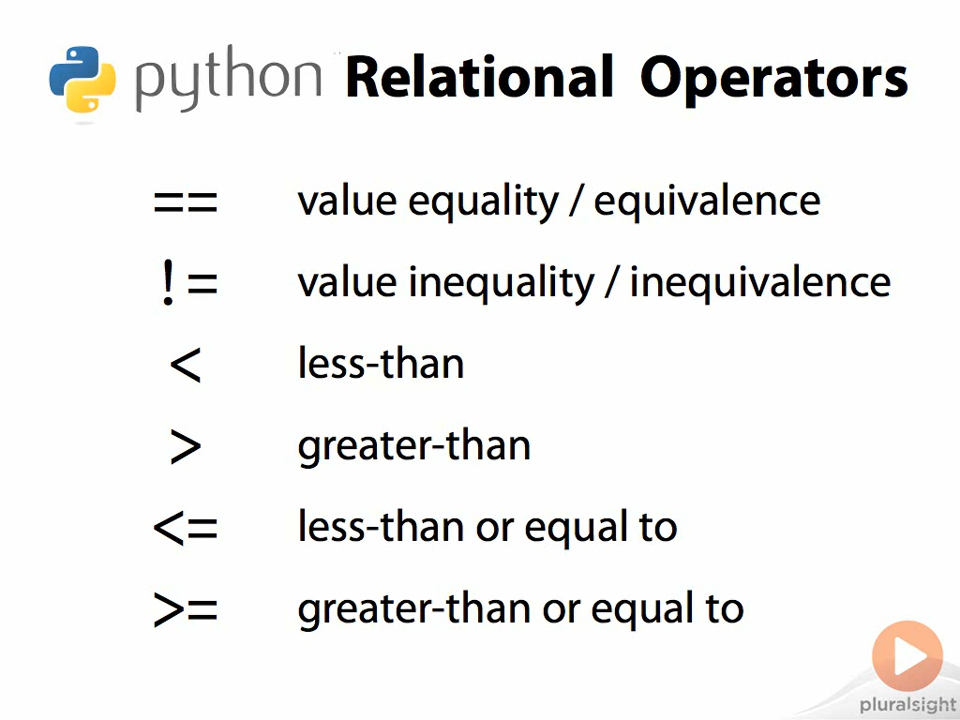 python Relational Operators
== value equality / equivalence
!= value inequality / inequivalence
< less-than
> greater-than
<= less-than or equal to
>= greater-than or equal to
pluralsight